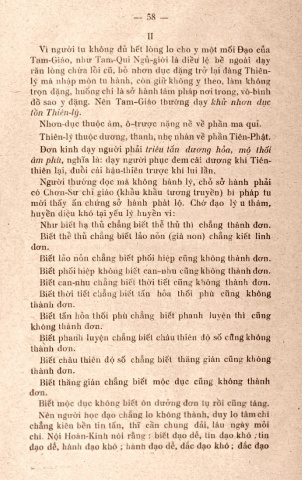 — 58 —
II
Vì người tu không dủ hết lòng lo cho y một mối Đạo của
Tam-Giáo, như Tam-Qui Ngũ-giới là điều lệ bề ngoài dạy
răn lòng chừa lỗi cũ, bỏ nhơn dục đặng trở lại đàng Thiên-
lý mà nhập môn tu hành, còn giữ không y theo, làm không
trọn đặng, huống chi là sở hành tâm pháp nơi trong, vô-bình
đồ sao y đặng. Nên Tam-Giáo thường dạy khử nhơn dục
tồn Thiên-lý.
Nhơn-dục thuộc âm, ô-trược nặng nề về phần ma quỉ.
Thiên-lý thuộc dương, thanh, nhẹ nhàn về phần Tiên-Phật.
Đơn kinh dạy người phải triêu tấn dương hỏa, mộ thối
âm phù, nghĩa là: dạy người phục đem cái dương khí Tiên-
thiên lại, đuổi cái hậu-thiên trược khí lui lần.
Người thường đọc mà không hành lý, chỗ sở hành phải
có Chơn-Sư chỉ giáo (khẩu khẩu tương truyền) bí pháp tu
mới thấy ấn chứng sở hành phát lộ. Chớ đạo lý u thâm,
huyền diệu khó tại yếu lý huyền vi:
Như biết hạ thủ chẳng biết thể thủ thì chẳng thành đơn.
Biết thể thủ chẳng biết lão nỏn (già non) chẳng kiết linh
đơn.
Biết lão nỏn chẳng biết phối hiệp cũng không thành đơn.
Biết phối hiệp không biết can-nhu cũng không thành đơn.
Biết can-nhu chẳng biết thời tiết cũng không thành đơn.
Biết thời tiết chẳng biết tấn hỏa thối phù cũng không
thành đơn.
Biết tấn hỏa thối phù chẳng biết phanh luyện thì cũng
không thành đơn.
Biết phanh luyện chẳng biết châu thiên độ số cũng không
thành đơn.
Biết châu thiên độ số chẳng biết thăng gián cũng không
thành đơn.
Biết thăng gián chẳng biết mộc dục cũng không thành
đơn.
Biết mộc dục không biết ôn dưỡng đơn tụ rồi cũng tăng.
Nên người học đạo chẳng lo không thành, duy lo tâm chí
chẳng kiên bền tin tấn, thì cần chung dải, lâu ngày mỏi
chí. Nội Hoàn-Kinh nói rằng: biết đạo dễ, tin đạo khó; tin
đạo dễ, hành đạo khó; hành đạo dễ, đắc đạo khó; đắc đạo